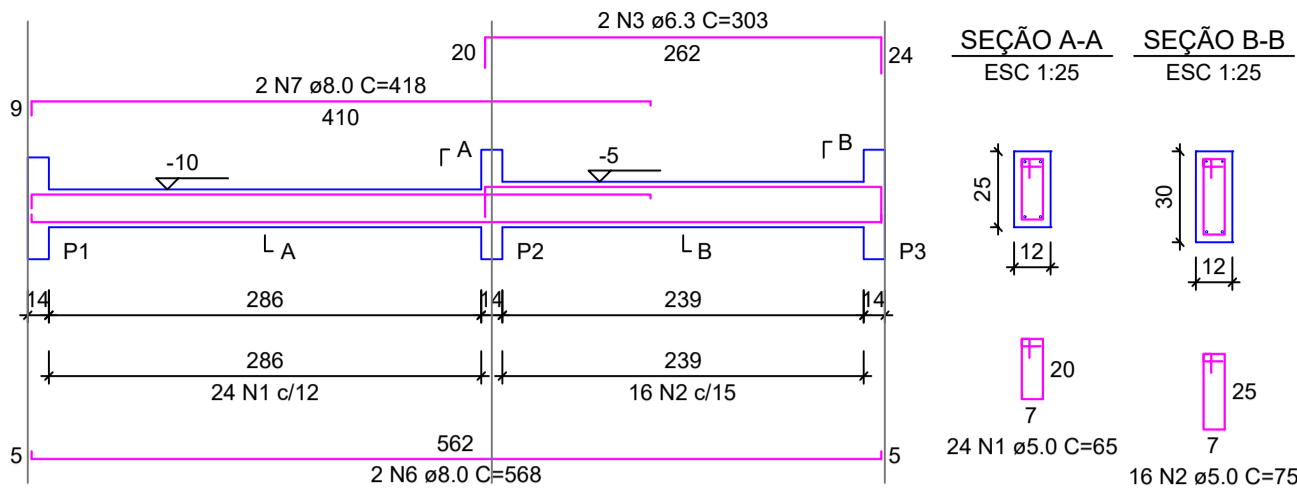 2 N3 ø6.3 C=303
20
262
24
SEÇÃO A-A
ESC 1:25
SEÇÃO B-B
ESC 1:25
2 N7 ø8.0 C=418
9
410
-10
A
-5
B
25
30
12
12
P1
A
P2
B
P3
14
286
14
239
14
286
24 N1 c/12
239
16 N2 c/15
20
7
24 N1 ø5.0 C=65
25
7
16 N2 ø5.0 C=75
5
562
5
2 N6 ø8.0 C=568